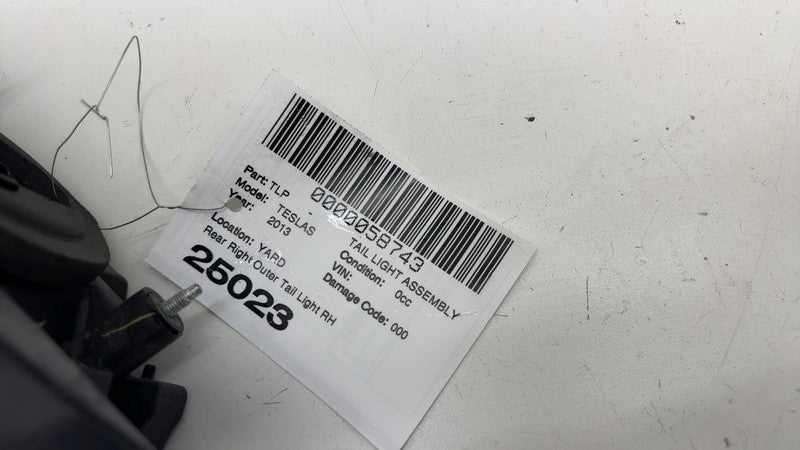 0000058743
Part: TLP - TAIL LIGHT ASSEMBLY
Model: TESLAS Condition: 0cc
Year: 2013 VIN:
Damage Code: 000
Location: YARD
Rear Right Outer Tail Light RH
25023